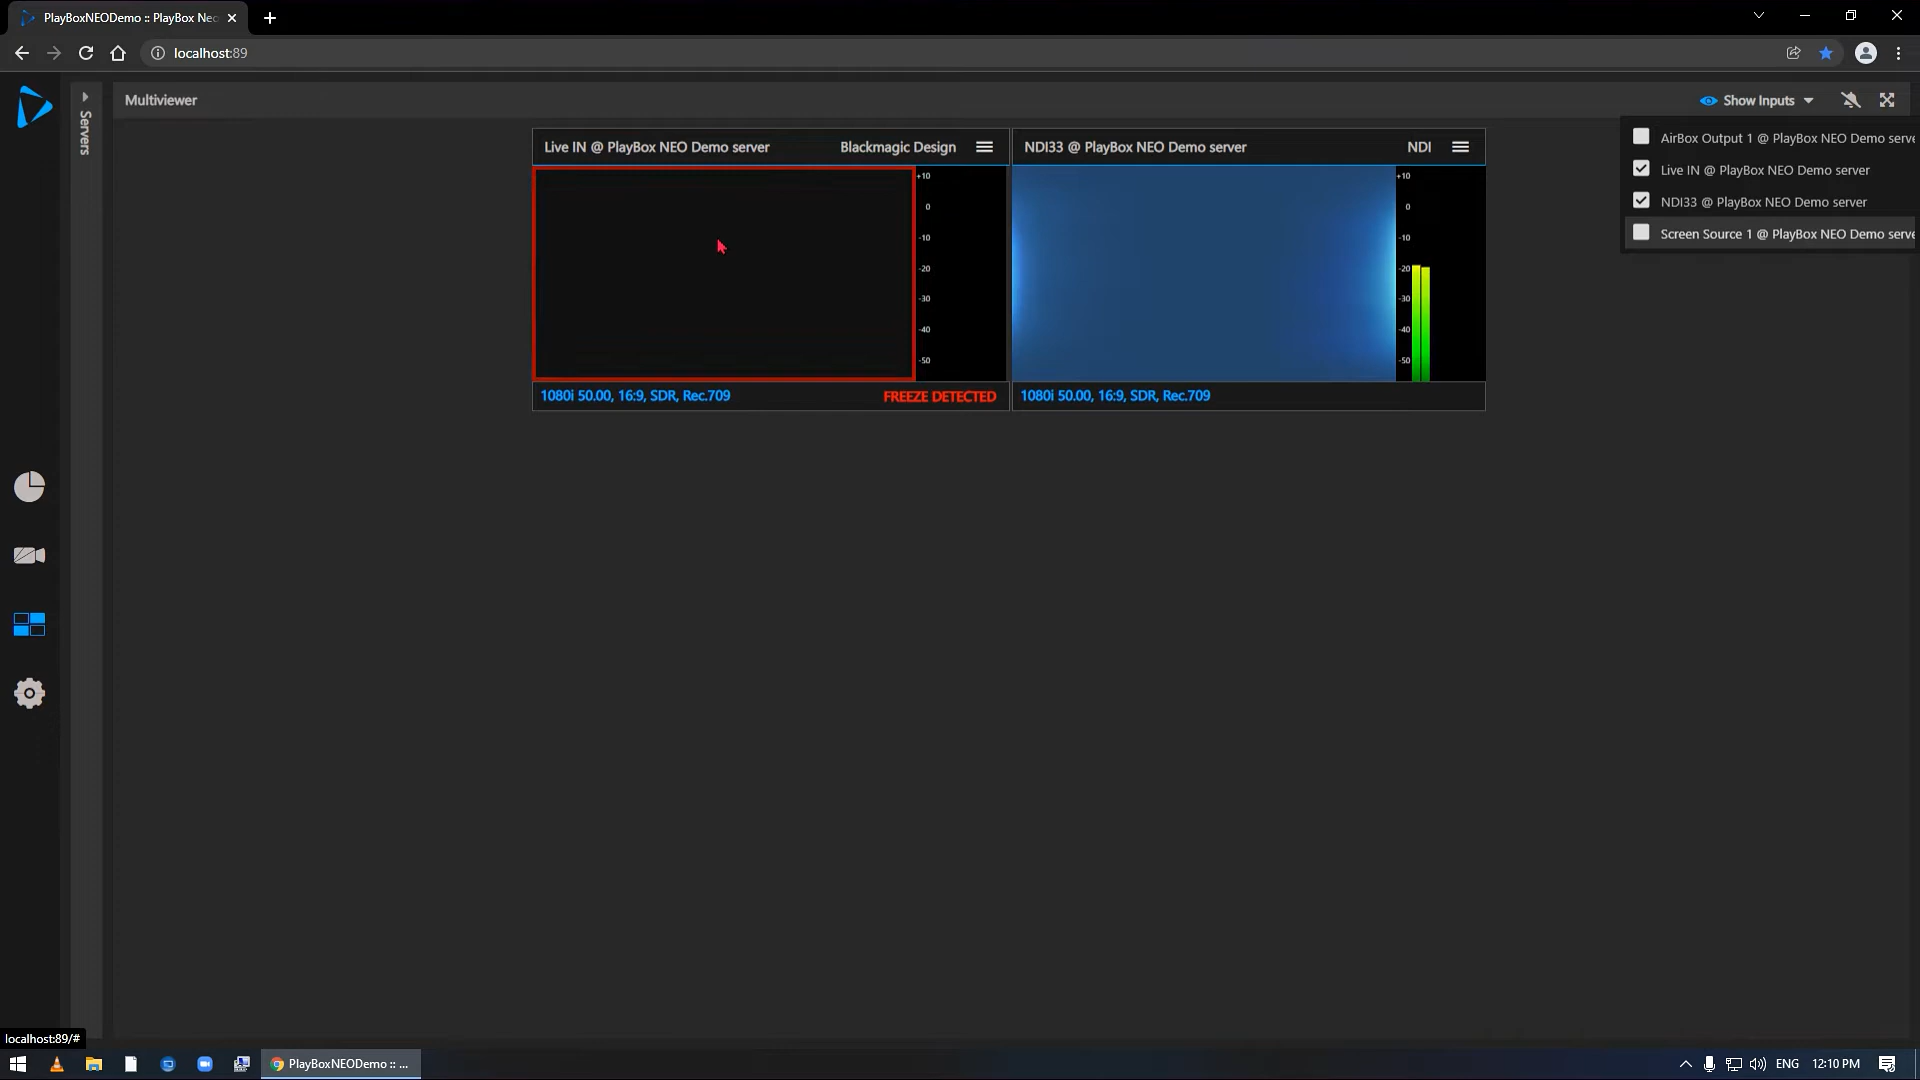 PlayBoxNEODemo :: PlayBox Neo
localhost:89
Servers
Multiviewer
Show Inputs
AirBox Output 1 @ PlayBox NEO Demo serve
Live IN @ PlayBox NEO Demo server
NDI33 @ PlayBox NEO Demo server
Screen Source 1 @ PlayBox NEO Demo serve
Live IN @ PlayBox NEO Demo server Blackmagic Design
+10
0
-10
-20
-30
-40
-50
1080i 50.00, 16:9, SDR, Rec.709 FREEZE DETECTED
NDI33 @ PlayBox NEO Demo server NDI
+10
0
-10
-20
-30
-40
-50
1080i 50.00, 16:9, SDR, Rec.709
localhost:89/#
PlayBoxNEODemo :: ...
ENG
12:10 PM